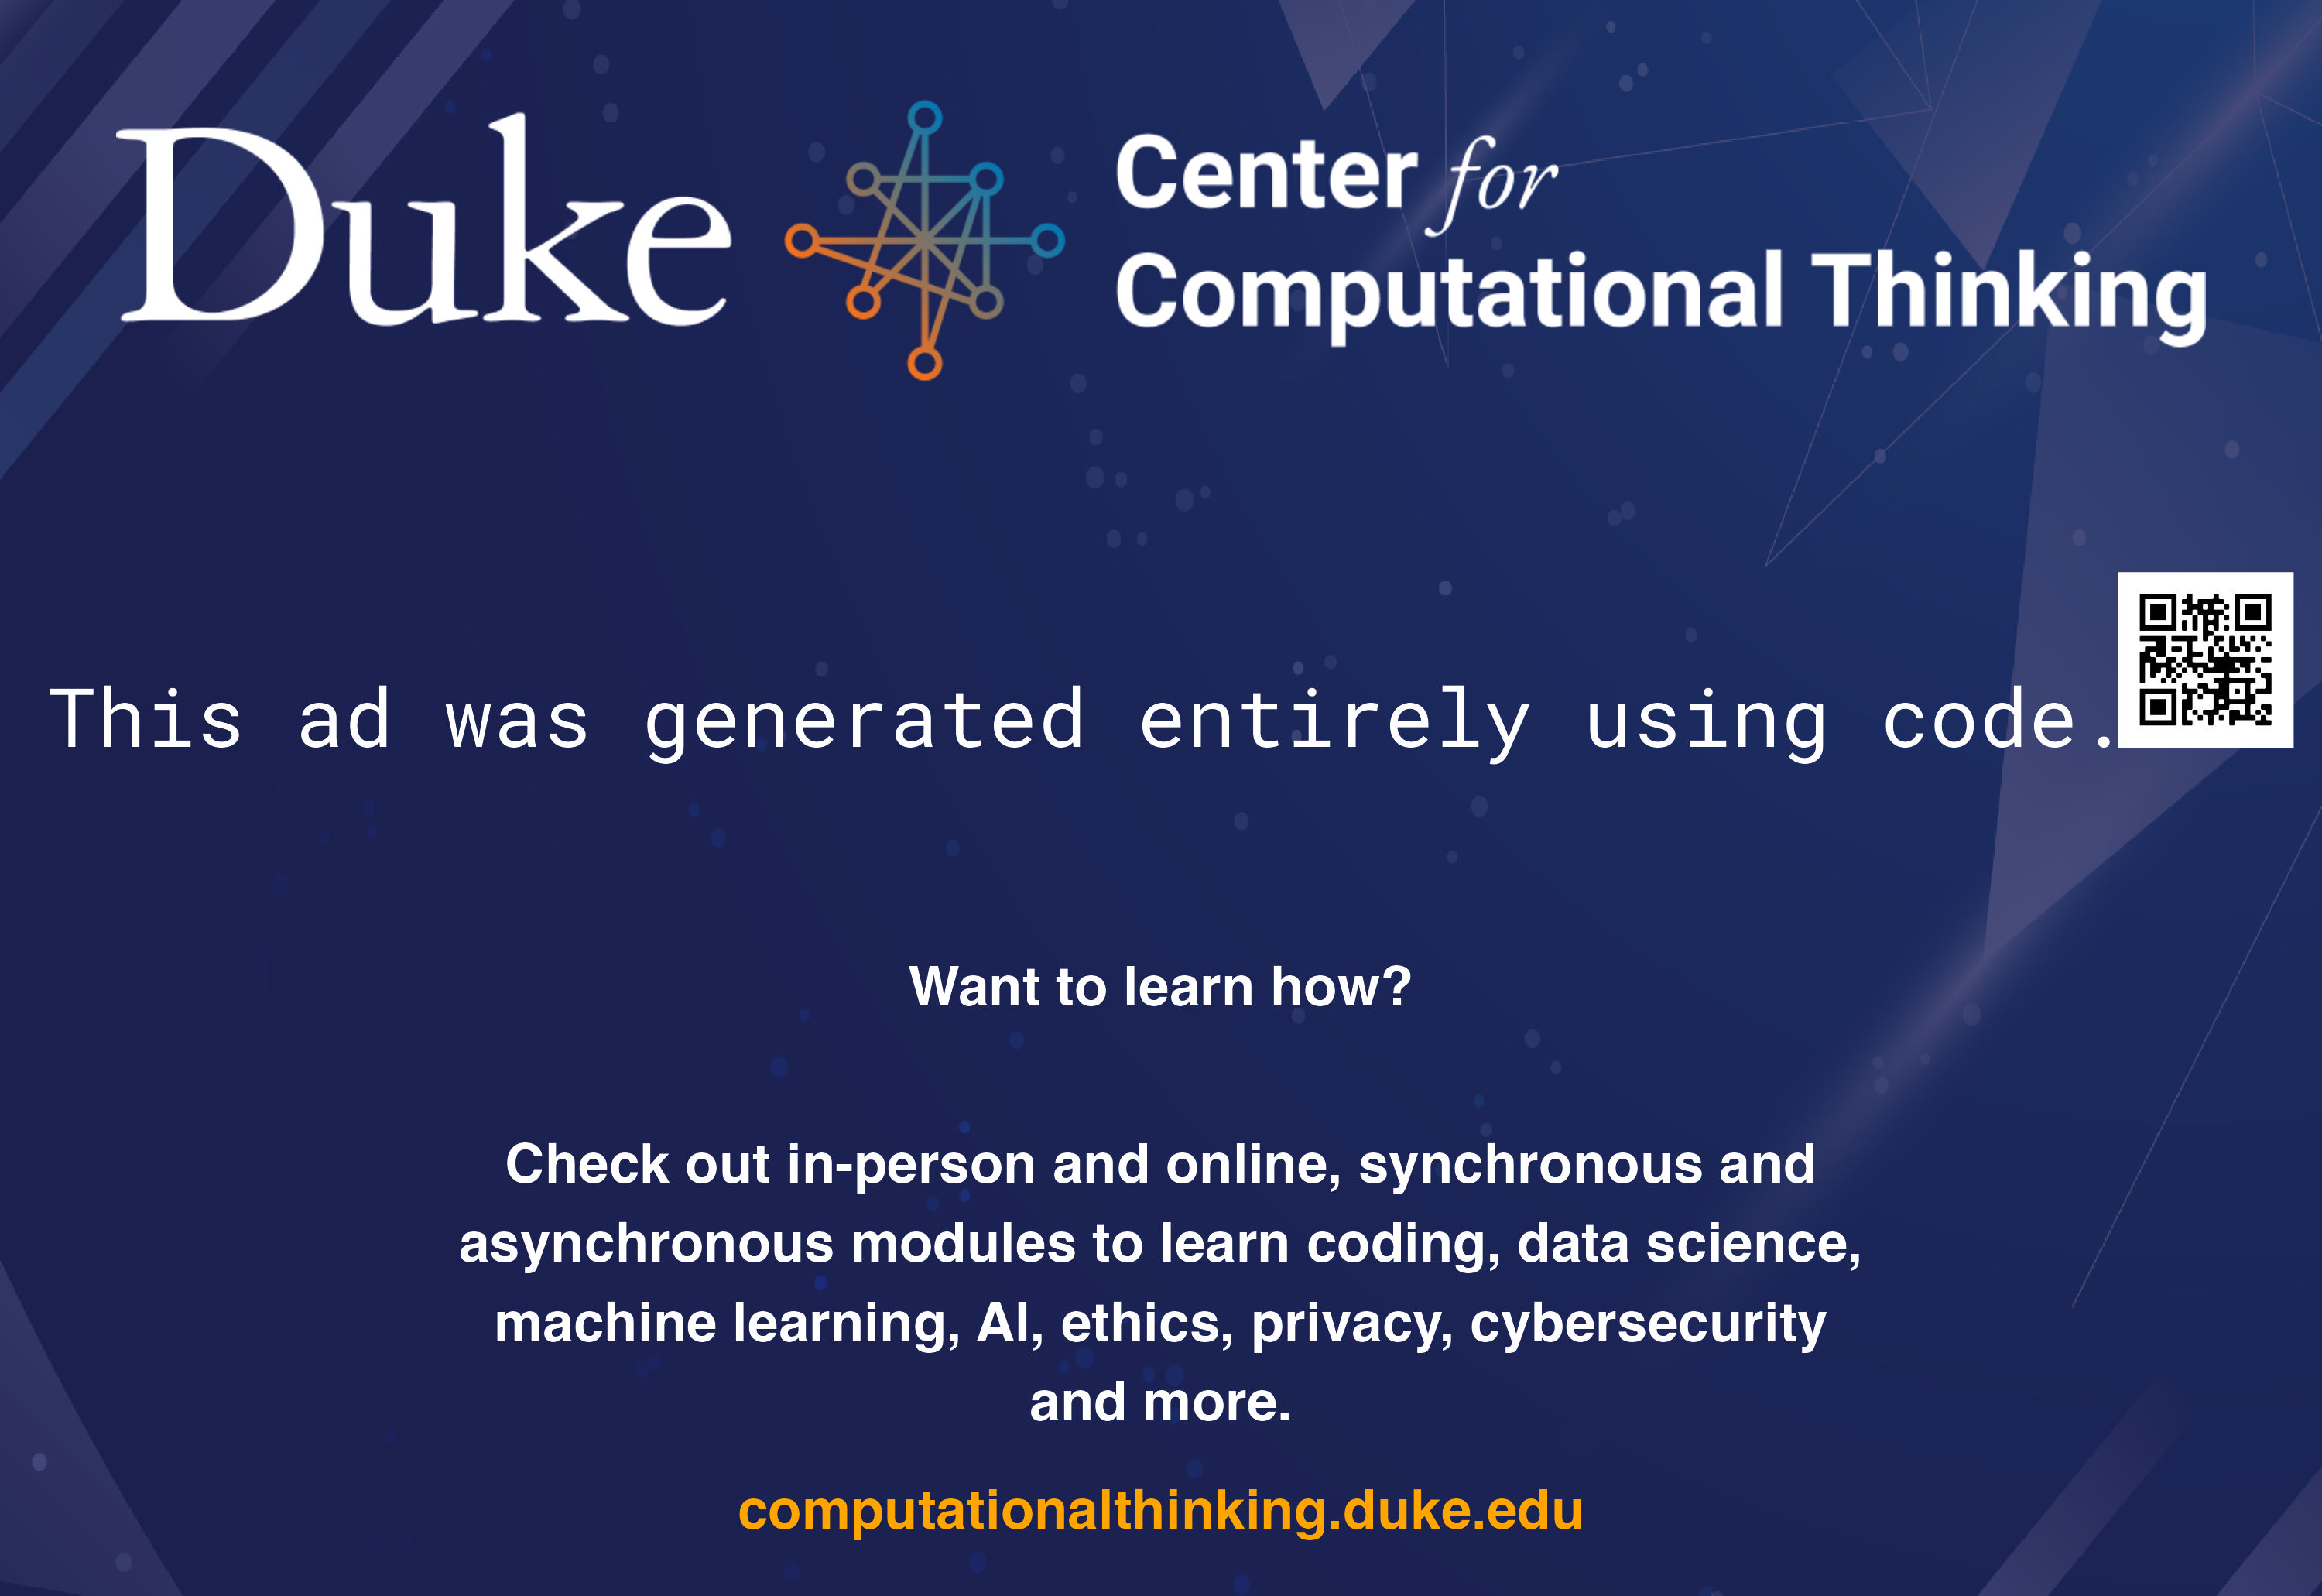 Duke
Center for
Computational Thinking
This ad was generated entirely using code.
Want to learn how?
Check out in-person and online, synchronous and
asynchronous modules to learn coding, data science,
machine learning, AI, ethics, privacy, cybersecurity
and more.
computationalthinking.duke.edu